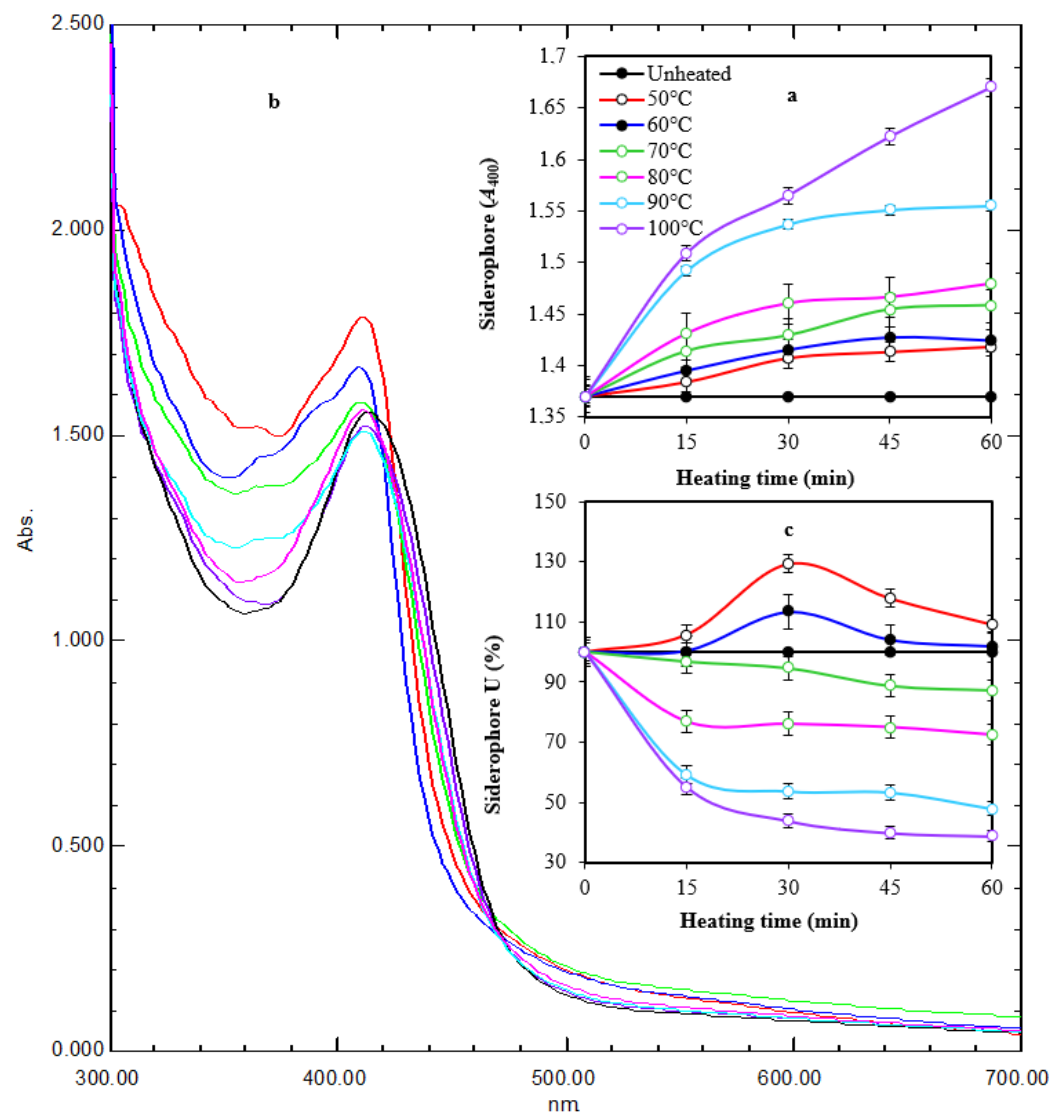 2.500
2.000
1.500
1.000
0.500
0.000
Abs.
300.00 400.00 500.00 600.00 700.00
nm.
b
a
1.7
1.65
1.6
1.55
1.5
1.45
1.4
1.35
Siderophore (A400)
Unheated
50°C
60°C
70°C
80°C
90°C
100°C
0 15 30 45 60
Heating time (min)
c
150
130
110
90
70
50
30
Siderophore U (%)
0 15 30 45 60
Heating time (min)